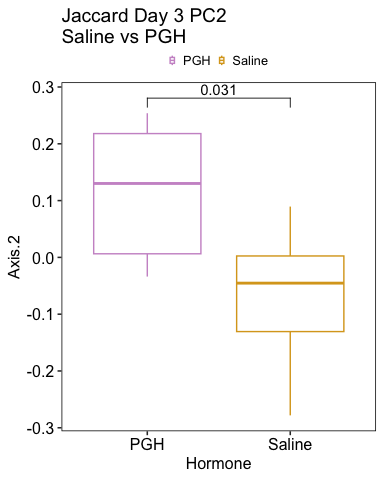 Jaccard Day 3 PC2
Saline vs PGH
PGH Saline
0.031
0.3
0.2
0.1
0.0
-0.1
-0.2
-0.3
Axis.2
PGH Saline
Hormone